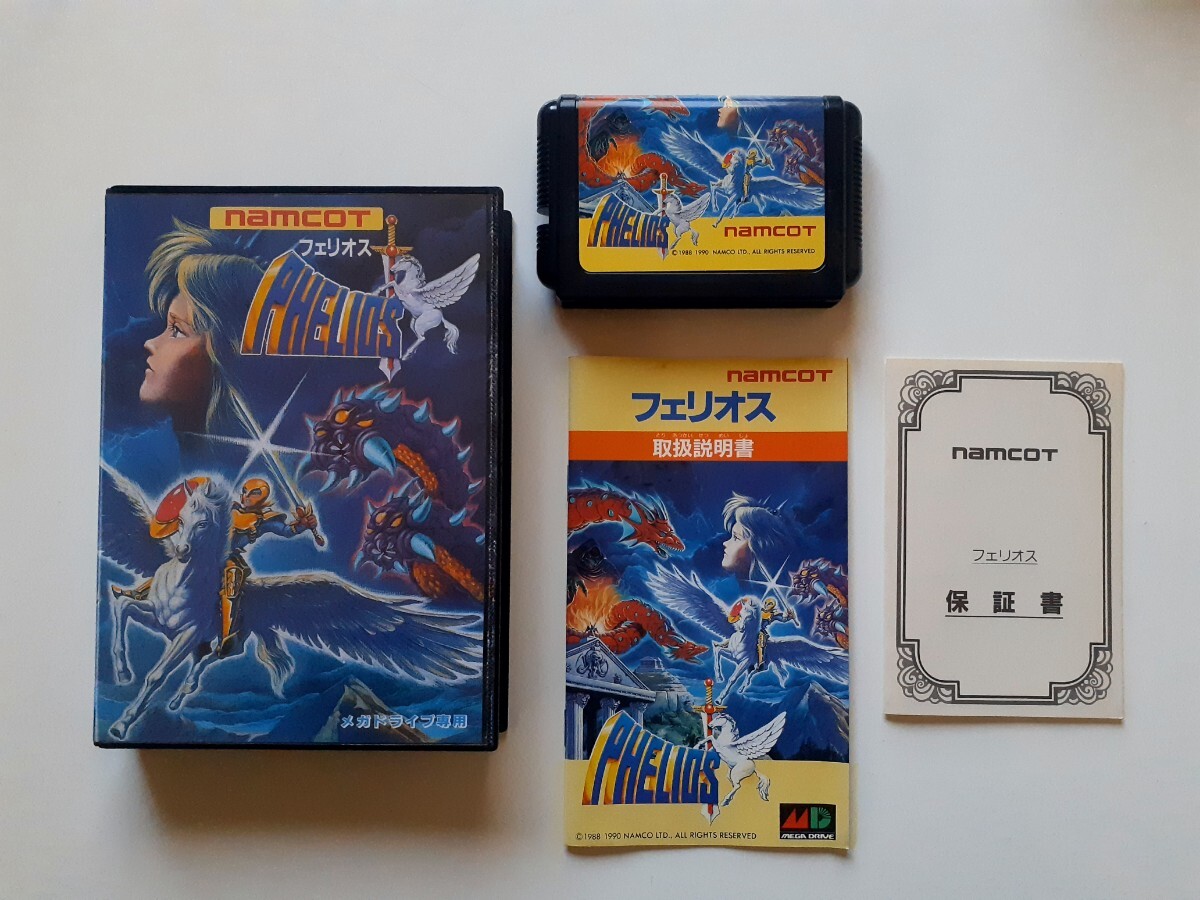 namcoT
フェリオス
PHELIOS
メガドライブ専用
PHELIOS
namcoT
©1988 1990 NAMCO LTD., ALL RIGHTS RESERVED
namcoT
フェリオス
取扱説明書
PHELIOS
©1988 1990 NAMCO LTD., ALL RIGHTS RESERVED
MD
MEGA DRIVE
namcoT
フェリオス
保証書